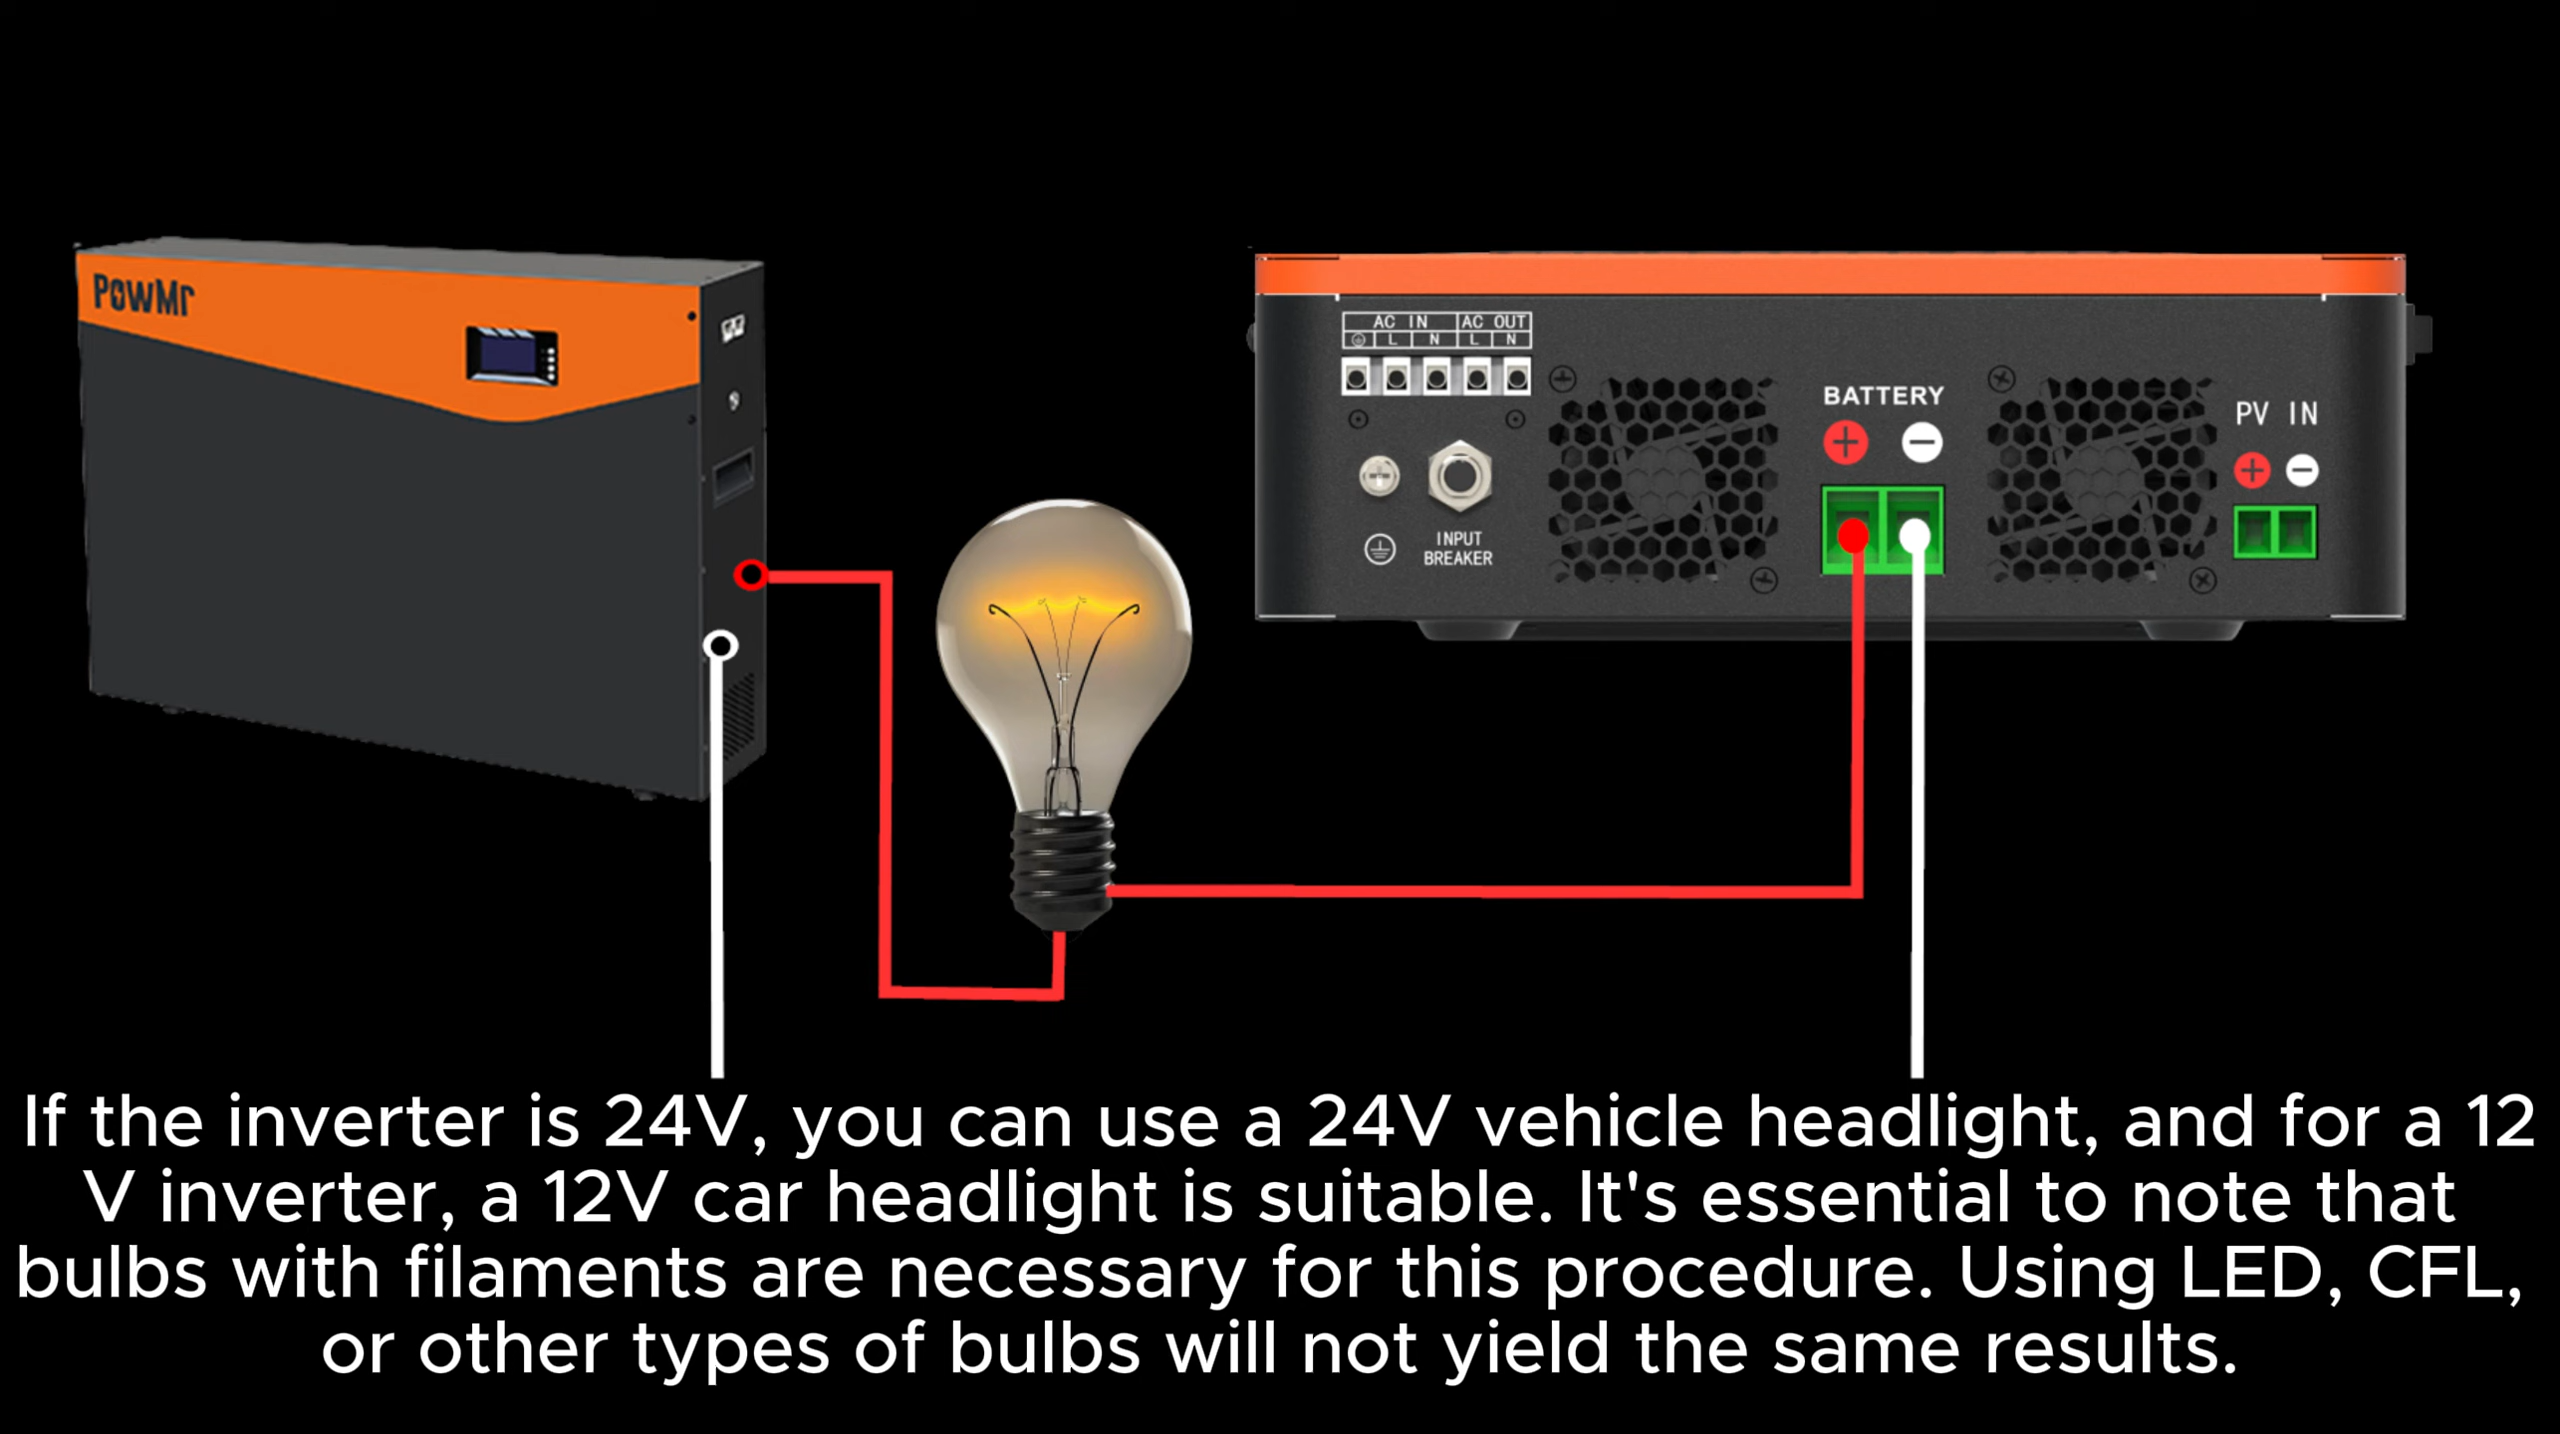 PowMr
AC IN AC OUT
L N L N
BATTERY
PV IN
INPUT
BREAKER
If the inverter is 24V, you can use a 24V vehicle headlight, and for a 12
V inverter, a 12V car headlight is suitable. It's essential to note that
bulbs with filaments are necessary for this procedure. Using LED, CFL,
or other types of bulbs will not yield the same results.